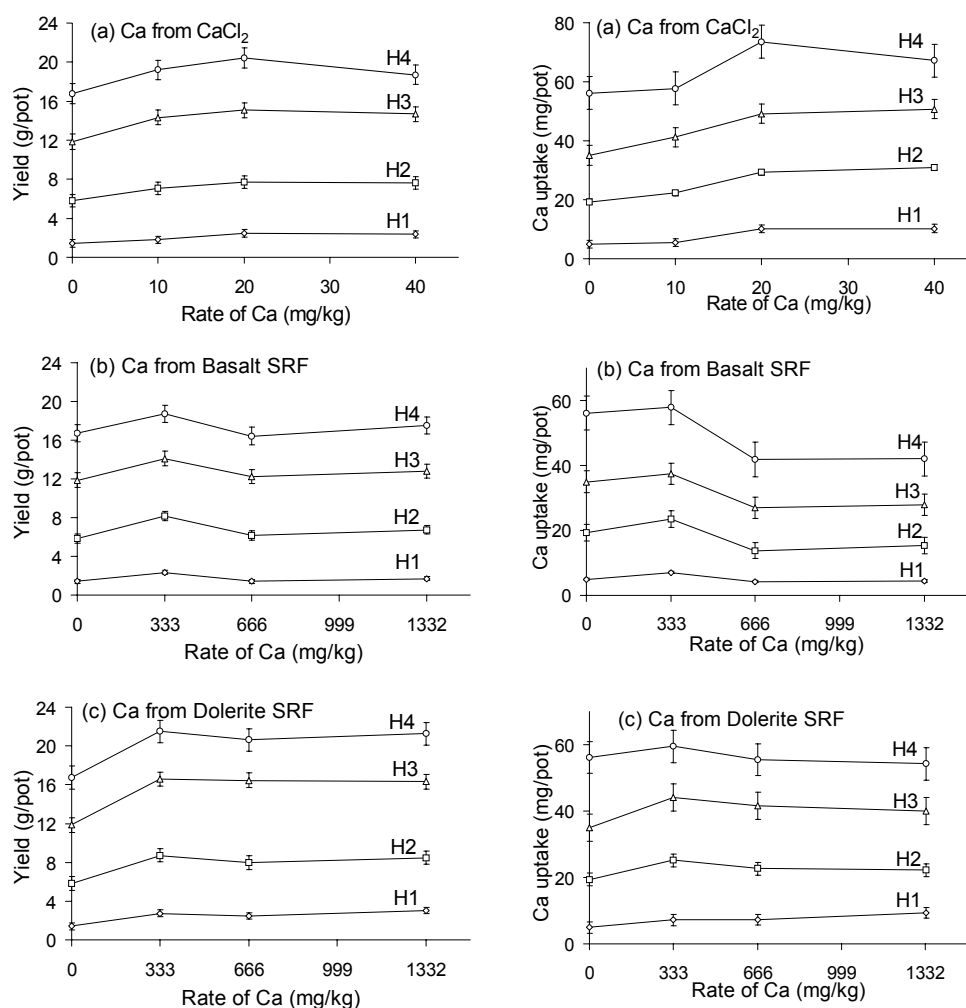 (a) Ca from CaCl₂
Yield (g/pot)
24
20
16
12
8
4
0
H4
H3
H2
H1
0 10 20 30 40
Rate of Ca (mg/kg)
(a) Ca from CaCl₂
Ca uptake (mg/pot)
80
60
40
20
0
H4
H3
H2
H1
0 10 20 30 40
Rate of Ca (mg/kg)
(b) Ca from Basalt SRF
Yield (g/pot)
24
20
16
12
8
4
0
H4
H3
H2
H1
0 333 666 999 1332
Rate of Ca (mg/kg)
(b) Ca from Basalt SRF
Ca uptake (mg/pot)
60
40
20
0
H4
H3
H2
H1
0 333 666 999 1332
Rate of Ca (mg/kg)
(c) Ca from Dolerite SRF
Yield (g/pot)
24
20
16
12
8
4
0
H4
H3
H2
H1
0 333 666 999 1332
Rate of Ca (mg/kg)
(c) Ca from Dolerite SRF
Ca uptake (mg/pot)
60
40
20
0
H4
H3
H2
H1
0 333 666 999 1332
Rate of Ca (mg/kg)